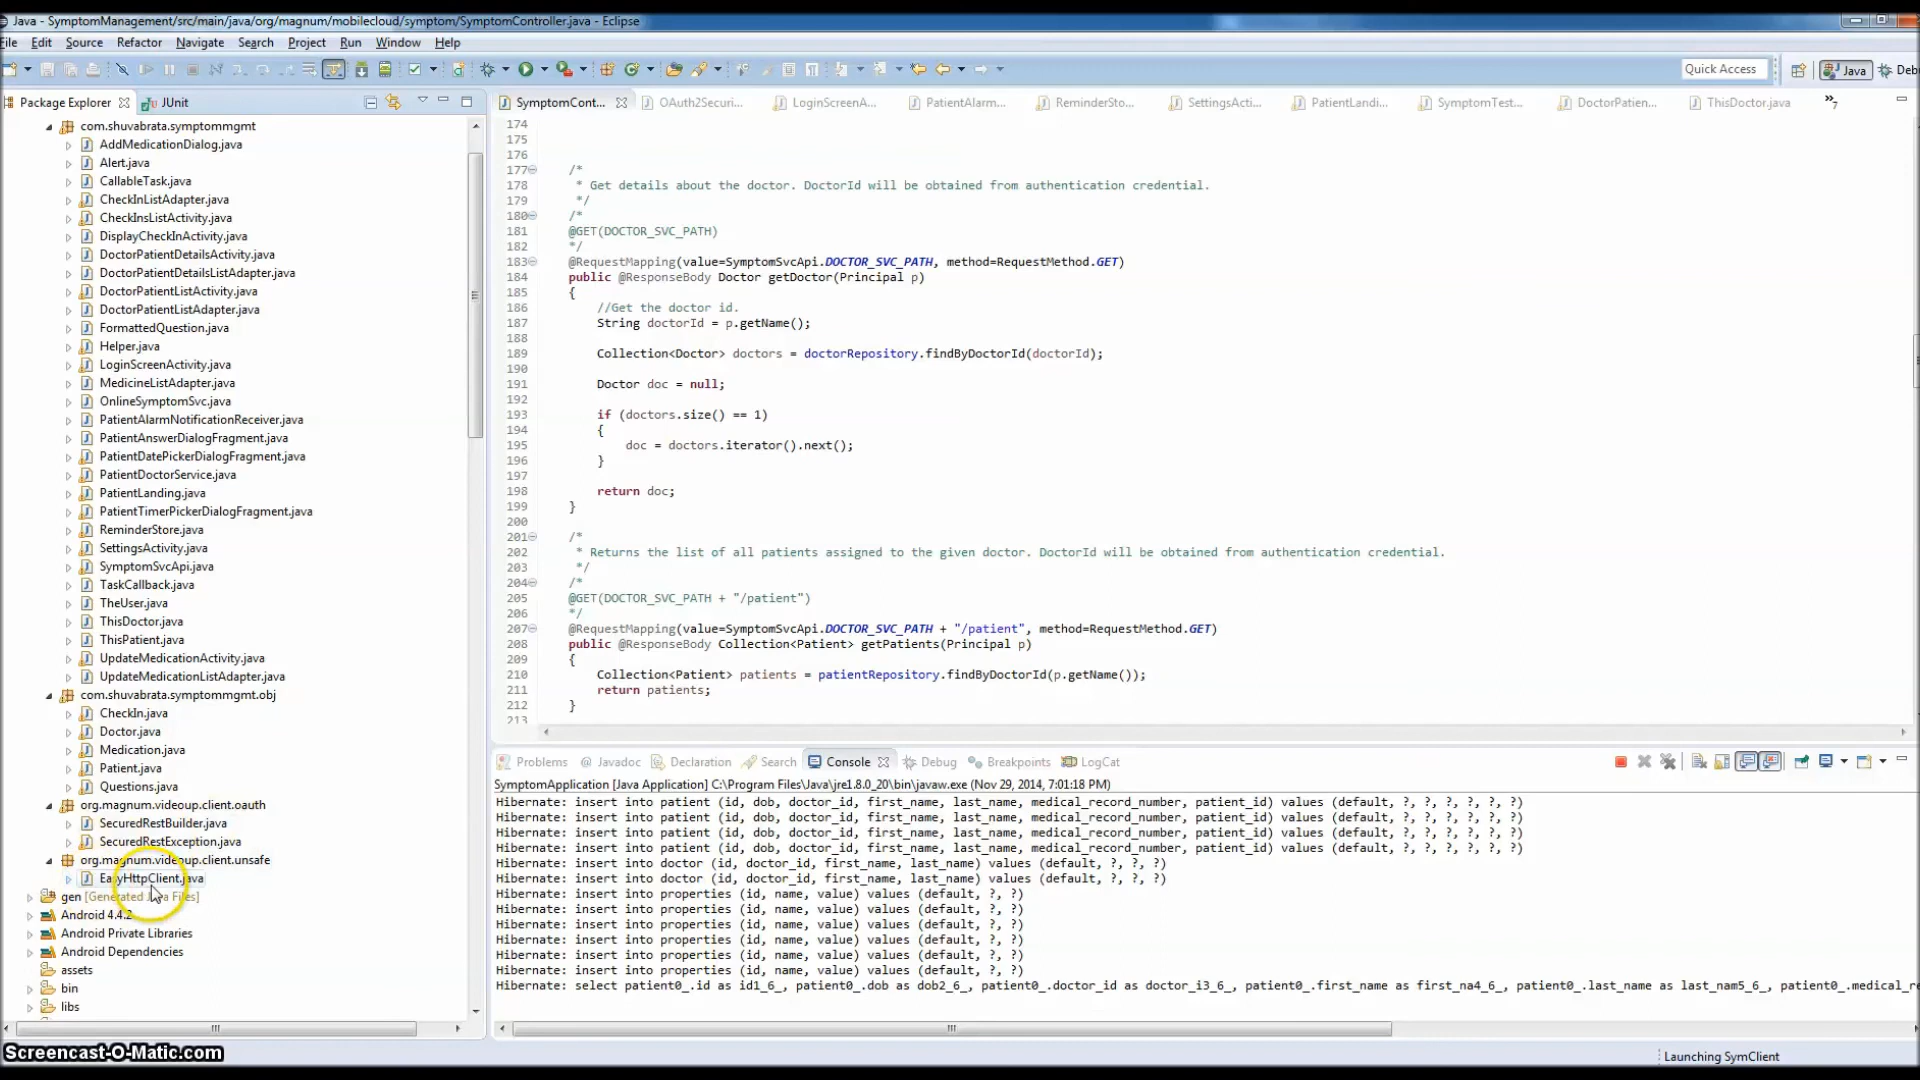 Java - SymptomManagement/src/main/java/org/magnum/mobilecloud/symptom/SymptomController.java - Eclipse
File Edit Source Refactor Navigate Search Project Run Window Help
Quick Access Java
Package Explorer JUnit
SymptomCont... OAuth2Securi... LoginScreenA... PatientAlarm... ReminderSto... SettingsActi... PatientLandi... SymptomTest... DoctorPatien... ThisDoctor.java
com.shuvabrata.symptommgmt
AddMedicationDialog.java
Alert.java
CallableTask.java
CheckInListAdapter.java
CheckInsListActivity.java
DisplayCheckInActivity.java
DoctorPatientDetailsActivity.java
DoctorPatientDetailsListAdapter.java
DoctorPatientListActivity.java
DoctorPatientListAdapter.java
FormattedQuestion.java
Helper.java
LoginScreenActivity.java
MedicineListAdapter.java
OnlineSymptomSvc.java
PatientAlarmNotificationReceiver.java
PatientAnswerDialogFragment.java
PatientDatePickerDialogFragment.java
PatientDoctorService.java
PatientLanding.java
PatientTimerPickerDialogFragment.java
ReminderStore.java
SettingsActivity.java
SymptomSvcApi.java
TaskCallback.java
TheUser.java
ThisDoctor.java
ThisPatient.java
UpdateMedicationActivity.java
UpdateMedicationListAdapter.java
com.shuvabrata.symptommgmt.obj
CheckIn.java
Doctor.java
Medication.java
Patient.java
Questions.java
org.magnum.videoup.client.oauth
SecuredRestBuilder.java
SecuredRestException.java
org.magnum.videoup.client.unsafe
EasyHttpClient.java
gen [Generated Java Files]
Android 4.4.2
Android Private Libraries
Android Dependencies
assets
bin
libs
174
175
176
177 /*
178 * Get details about the doctor. DoctorId will be obtained from authentication credential.
179 */
180 /*
181 @GET(DOCTOR_SVC_PATH)
182 */
183 @RequestMapping(value=SymptomSvcApi.DOCTOR_SVC_PATH, method=RequestMethod.GET)
184 public @ResponseBody Doctor getDoctor(Principal p)
185 {
186 //Get the doctor id.
187 String doctorId = p.getName();
188
189 Collection<Doctor> doctors = doctorRepository.findByDoctorId(doctorId);
190
191 Doctor doc = null;
192
193 if (doctors.size() == 1)
194 {
195 doc = doctors.iterator().next();
196 }
197
198 return doc;
199 }
200
201 /*
202 * Returns the list of all patients assigned to the given doctor. DoctorId will be obtained from authentication credential.
203 */
204 /*
205 @GET(DOCTOR_SVC_PATH + "/patient")
206 */
207 @RequestMapping(value=SymptomSvcApi.DOCTOR_SVC_PATH + "/patient", method=RequestMethod.GET)
208 public @ResponseBody Collection<Patient> getPatients(Principal p)
209 {
210 Collection<Patient> patients = patientRepository.findByDoctorId(p.getName());
211 return patients;
212 }
213
Problems @ Javadoc Declaration Search Console Debug Breakpoints LogCat
SymptomApplication [Java Application] C:\Program Files\Java\jre1.8.0_20\bin\javaw.exe (Nov 29, 2014, 7:01:18 PM)
Hibernate: insert into patient (id, dob, doctor_id, first_name, last_name, medical_record_number, patient_id) values (default, ?, ?, ?, ?, ?, ?)
Hibernate: insert into patient (id, dob, doctor_id, first_name, last_name, medical_record_number, patient_id) values (default, ?, ?, ?, ?, ?, ?)
Hibernate: insert into patient (id, dob, doctor_id, first_name, last_name, medical_record_number, patient_id) values (default, ?, ?, ?, ?, ?, ?)
Hibernate: insert into patient (id, dob, doctor_id, first_name, last_name, medical_record_number, patient_id) values (default, ?, ?, ?, ?, ?, ?)
Hibernate: insert into doctor (id, doctor_id, first_name, last_name) values (default, ?, ?, ?)
Hibernate: insert into doctor (id, doctor_id, first_name, last_name) values (default, ?, ?, ?)
Hibernate: insert into properties (id, name, value) values (default, ?, ?)
Hibernate: insert into properties (id, name, value) values (default, ?, ?)
Hibernate: insert into properties (id, name, value) values (default, ?, ?)
Hibernate: insert into properties (id, name, value) values (default, ?, ?)
Hibernate: insert into properties (id, name, value) values (default, ?, ?)
Hibernate: insert into properties (id, name, value) values (default, ?, ?)
Hibernate: select patient0_.id as id1_6_, patient0_.dob as dob2_6_, patient0_.doctor_id as doctor_i3_6_, patient0_.first_name as first_na4_6_, patient0_.last_name as last_nam5_6_, patient0_.medical_re
Screencast-O-Matic.com
Launching SymClient